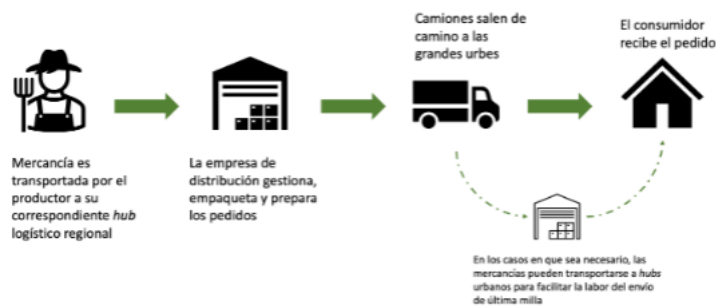 Mercancía es
transportada por el
productor a su
correspondiente hub
logístico regional
La empresa de
distribución gestiona,
empaqueta y prepara
los pedidos
Camiones salen de
camino a las
grandes urbes
El consumidor
recibe el pedido
En los casos en que sea necesario, las
mercancías pueden transportarse a hubs
urbanos para facilitar la labor del envío
de última milla